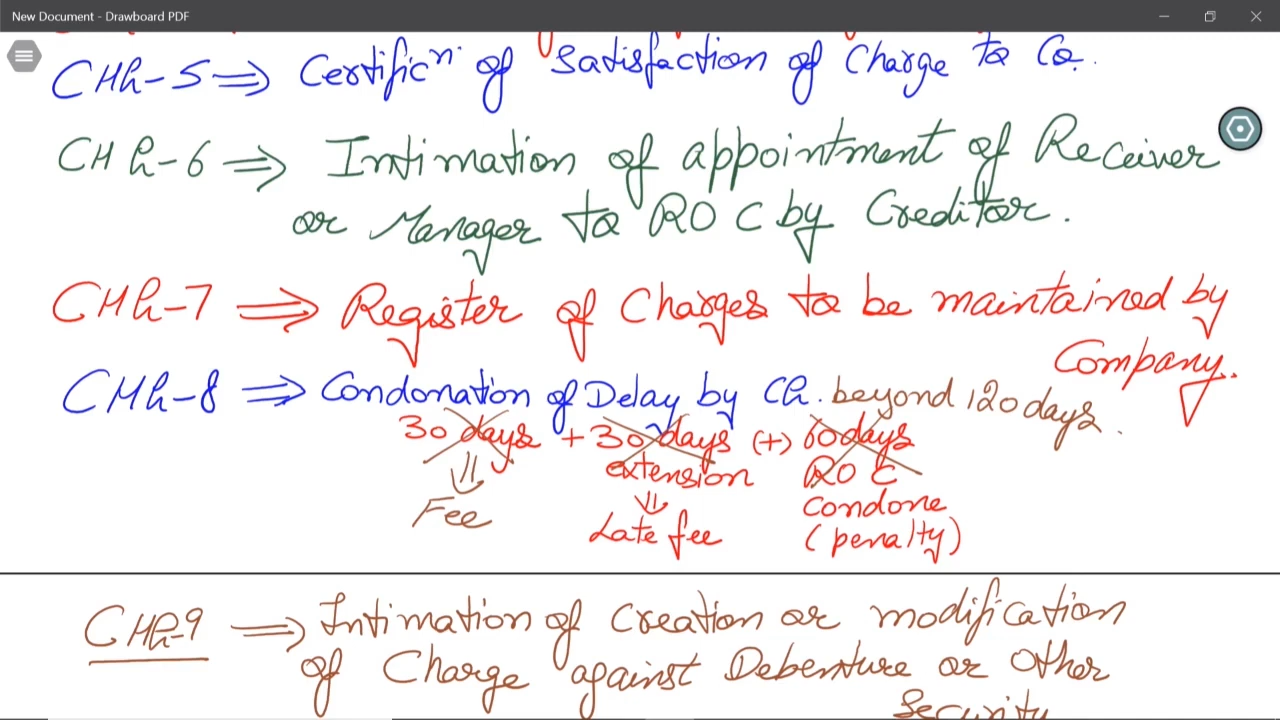 New Document - Drawboard PDF
CHG-5 ⇒ Certificⁿ. of Satisfaction of Charge to Co.
CHG-6 ⇒ Intimation of appointment of Receiver
or Manager to ROC by Creditor.
CHG-7 ⇒ Register of Charges to be maintained by
Company.
CHG-8 ⇒ Condonation of Delay by CG. beyond 120 days.
30 days + 30 days (+) 60 days
extension ROC
Fee Late fee condone
(penalty)
CHG-9 ⇒ Intimation of Creation or modification
of Charge against Debenture or Other
Security